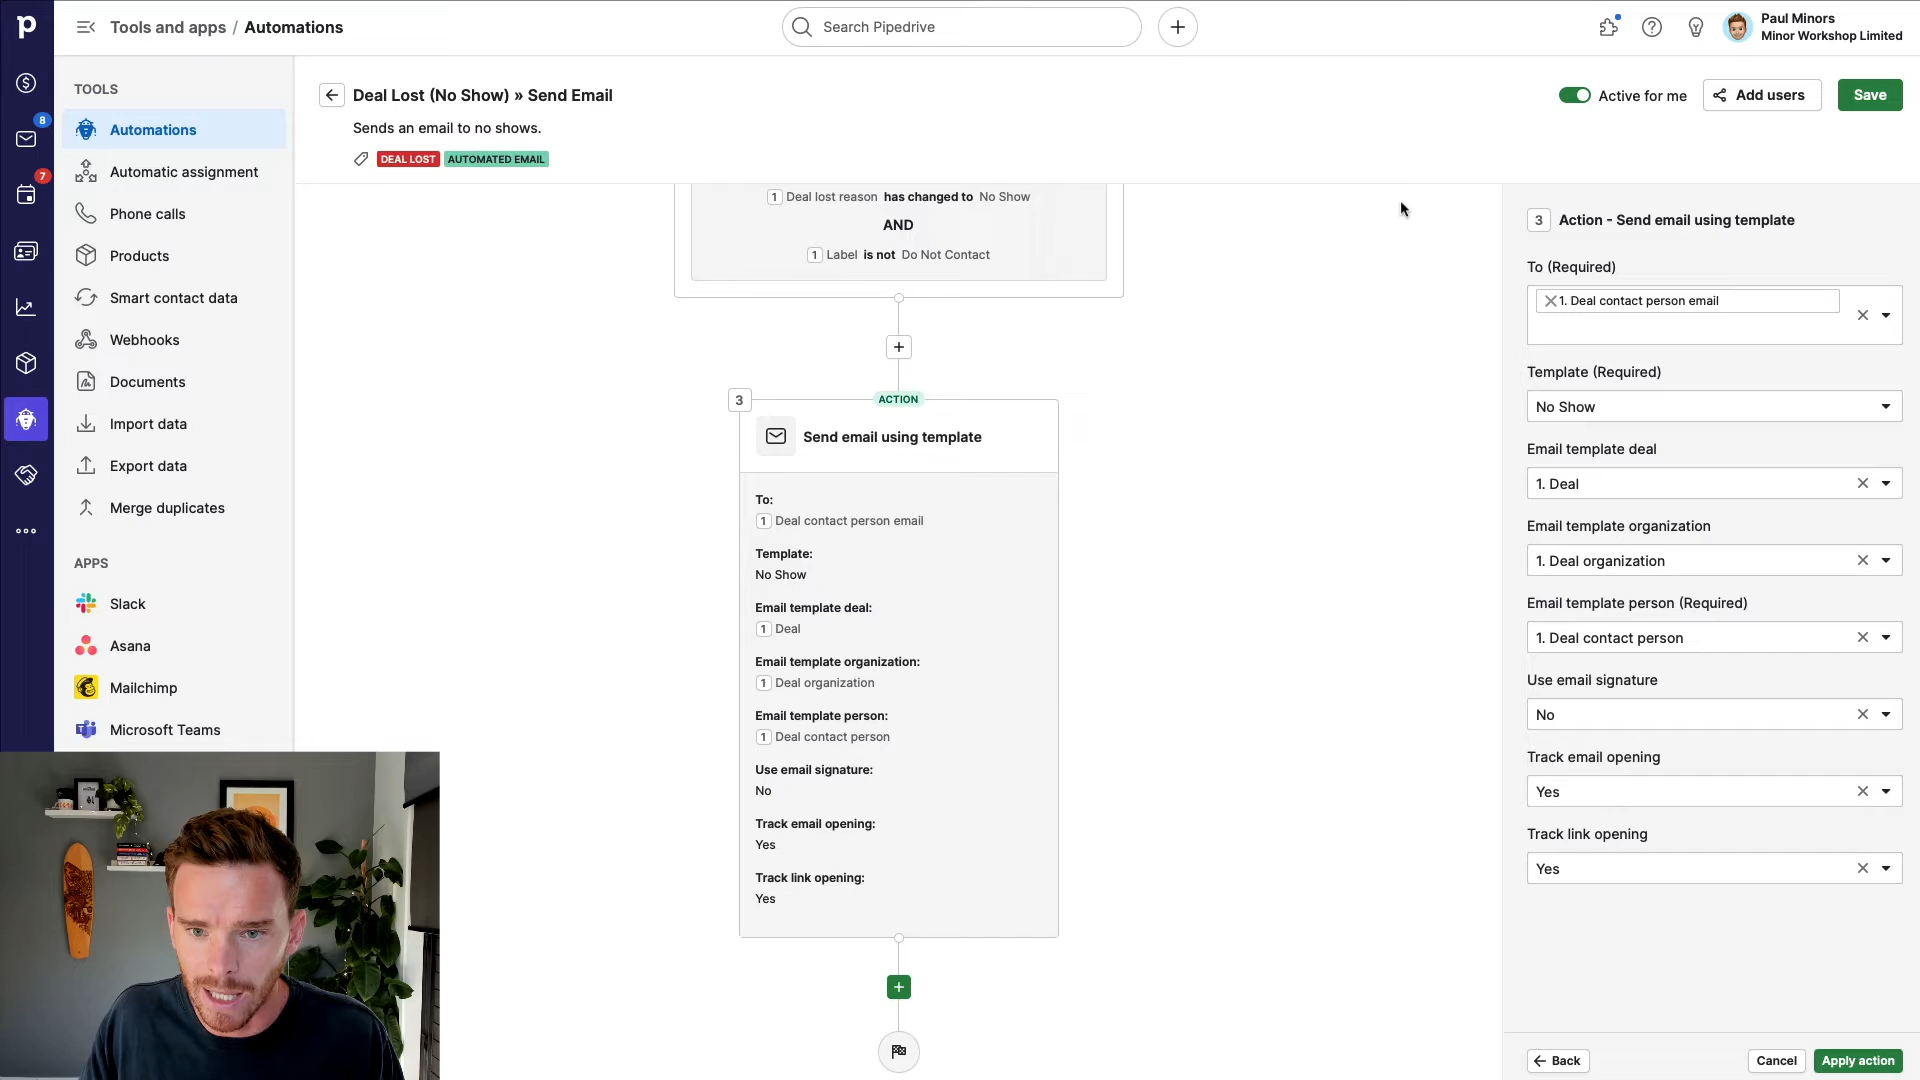 p
Tools and apps / Automations
Search Pipedrive
Paul Minors
Minor Workshop Limited
8
7
TOOLS
Automations
Automatic assignment
Phone calls
Products
Smart contact data
Webhooks
Documents
Import data
Export data
Merge duplicates
APPS
Slack
Asana
Mailchimp
Microsoft Teams
Deal Lost (No Show) » Send Email
Sends an email to no shows.
DEAL LOST AUTOMATED EMAIL
Active for me
Add users
Save
1 Deal lost reason has changed to No Show
AND
1 Label is not Do Not Contact
+
3
ACTION
Send email using template
To:
1 Deal contact person email
Template:
No Show
Email template deal:
1 Deal
Email template organization:
1 Deal organization
Email template person:
1 Deal contact person
Use email signature:
No
Track email opening:
Yes
Track link opening:
Yes
+
3 Action - Send email using template
To (Required)
1. Deal contact person email
Template (Required)
No Show
Email template deal
1. Deal
Email template organization
1. Deal organization
Email template person (Required)
1. Deal contact person
Use email signature
No
Track email opening
Yes
Track link opening
Yes
Back
Cancel
Apply action